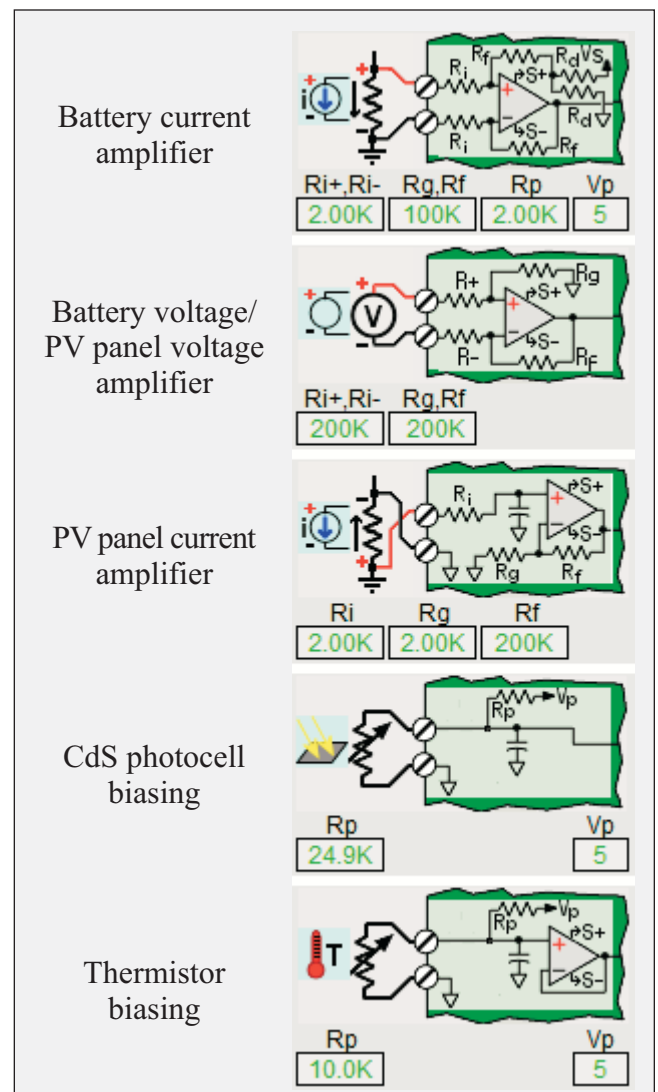 Battery current
amplifier
+
i
-
+
Ri
Ri
Rf
S+
RdVs
+
-
S-
Rd
Rf
Ri+,Ri- Rg,Rf Rp Vp
2.00K 100K 2.00K 5
Battery voltage/
PV panel voltage
amplifier
+
-
+
V
-
R+
R-
S+
Rg
+
-
S-
Rf
Ri+,Ri- Rg,Rf
200K 200K
PV panel current
amplifier
+
i
-
-
+
Ri
S+
+
-
S-
Rg
Rf
Ri Rg Rf
2.00K 2.00K 200K
CdS photocell
biasing
Rp
Vp
Rp Vp
24.9K 5
Thermistor
biasing
T
Rp
Vp
S+
+
-
S-
Rp Vp
10.0K 5